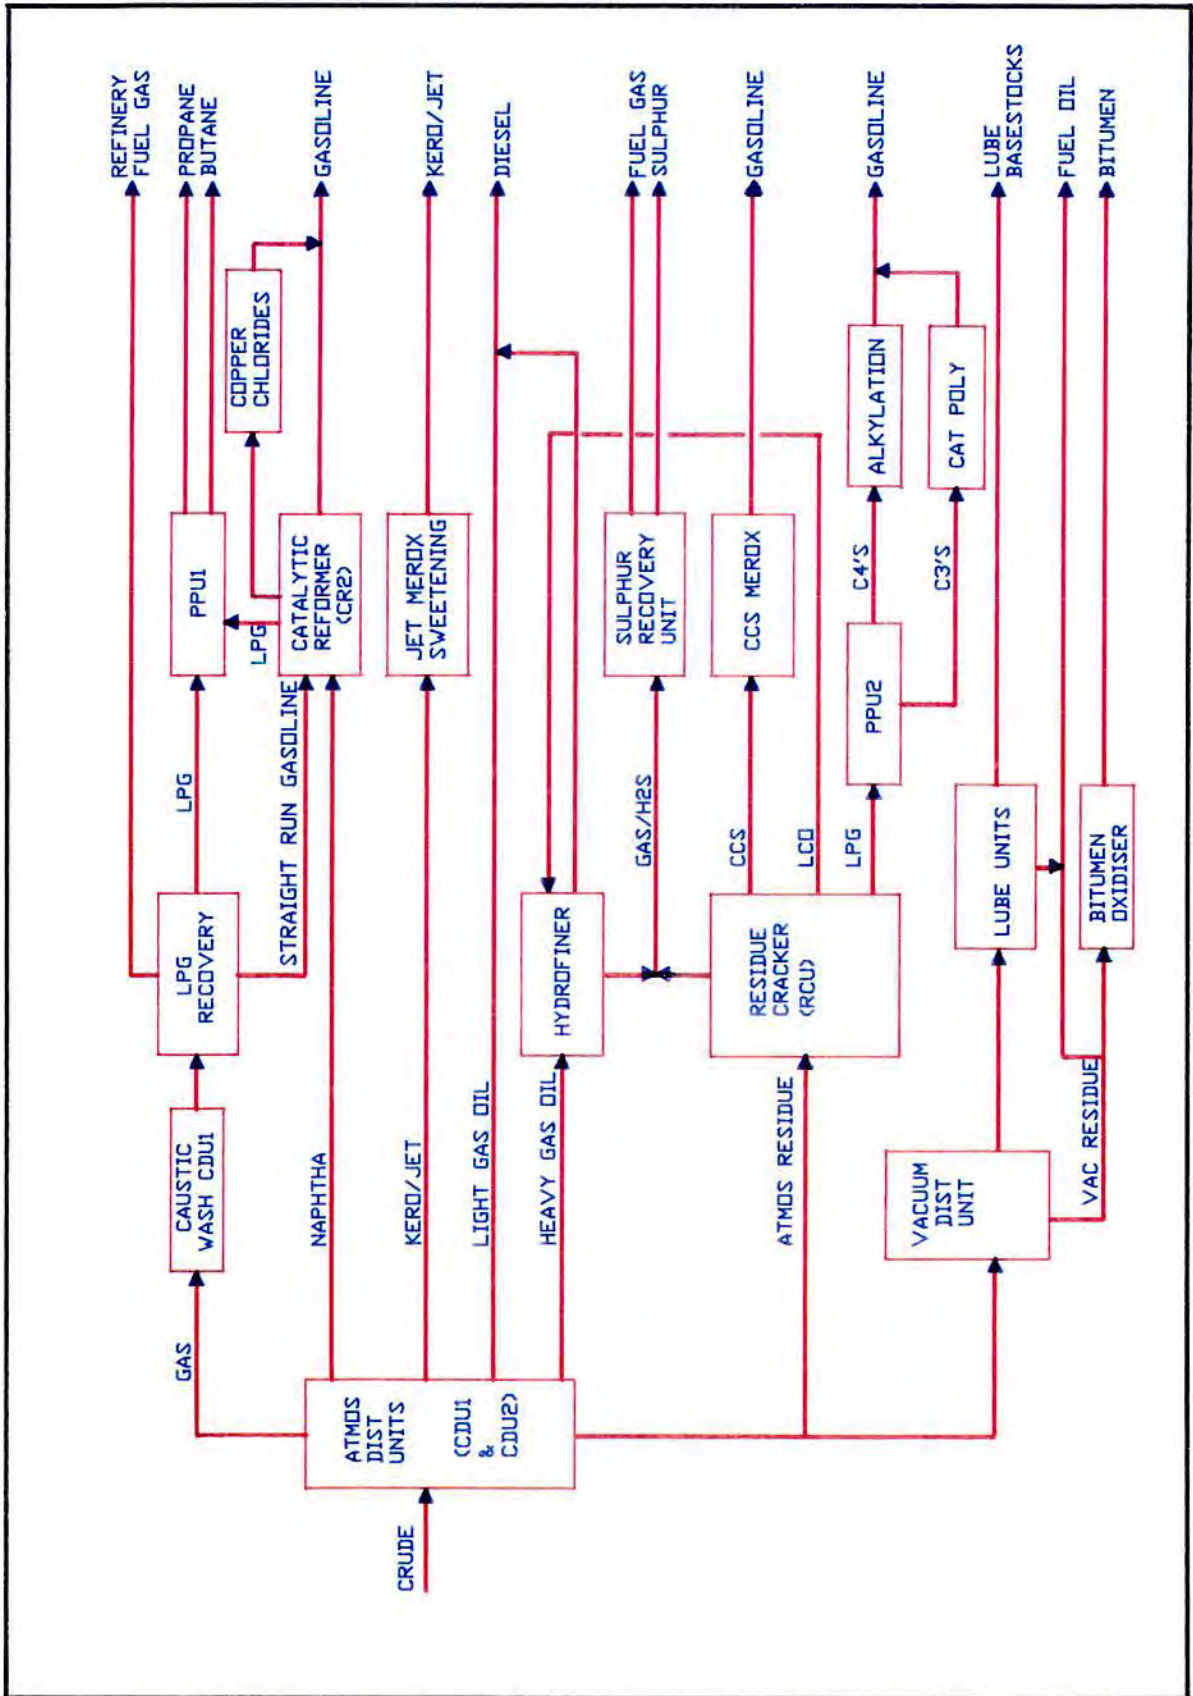 CRUDE
ATMOS
DIST
UNITS
(CDU1
&
CDU2)
GAS
CAUSTIC
WASH CDU1
LPG
RECOVERY
LPG
PPU1
REFINERY
FUEL GAS
PROPANE
BUTANE
STRAIGHT RUN GASOLINE
LPG
COPPER
CHLORIDES
NAPHTHA
CATALYTIC
REFORMER
(CR2)
GASOLINE
KERO/JET
JET MEROX
SWEETENING
KERO/JET
LIGHT GAS OIL
DIESEL
HEAVY GAS OIL
HYDROFINER
GAS/H2S
SULPHUR
RECOVERY
UNIT
FUEL GAS
SULPHUR
ATMOS RESIDUE
RESIDUE
CRACKER
(RCU)
CCS
CCS MEROX
GASOLINE
LCO
LPG
PPU2
C4'S
ALKYLATION
GASOLINE
C3'S
CAT POLY
VACUUM
DIST
UNIT
LUBE UNITS
LUBE
BASESTOCKS
FUEL OIL
VAC RESIDUE
BITUMEN
OXIDISER
BITUMEN